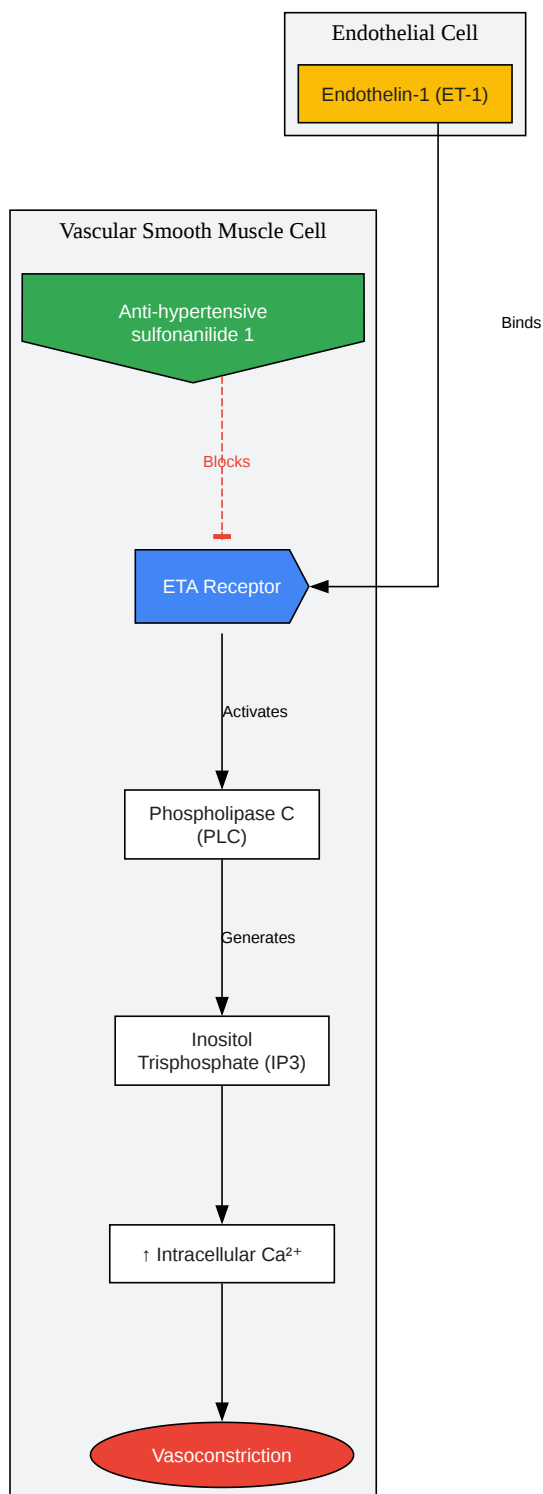 Endothelial Cell
Endothelin-1 (ET-1)
Vascular Smooth Muscle Cell
Anti-hypertensive
sulfonanilide 1
Binds
Blocks
ETA Receptor
Activates
Phospholipase C
(PLC)
Generates
Inositol
Trisphosphate (IP3)
↑ Intracellular Ca²⁺
Vasoconstriction